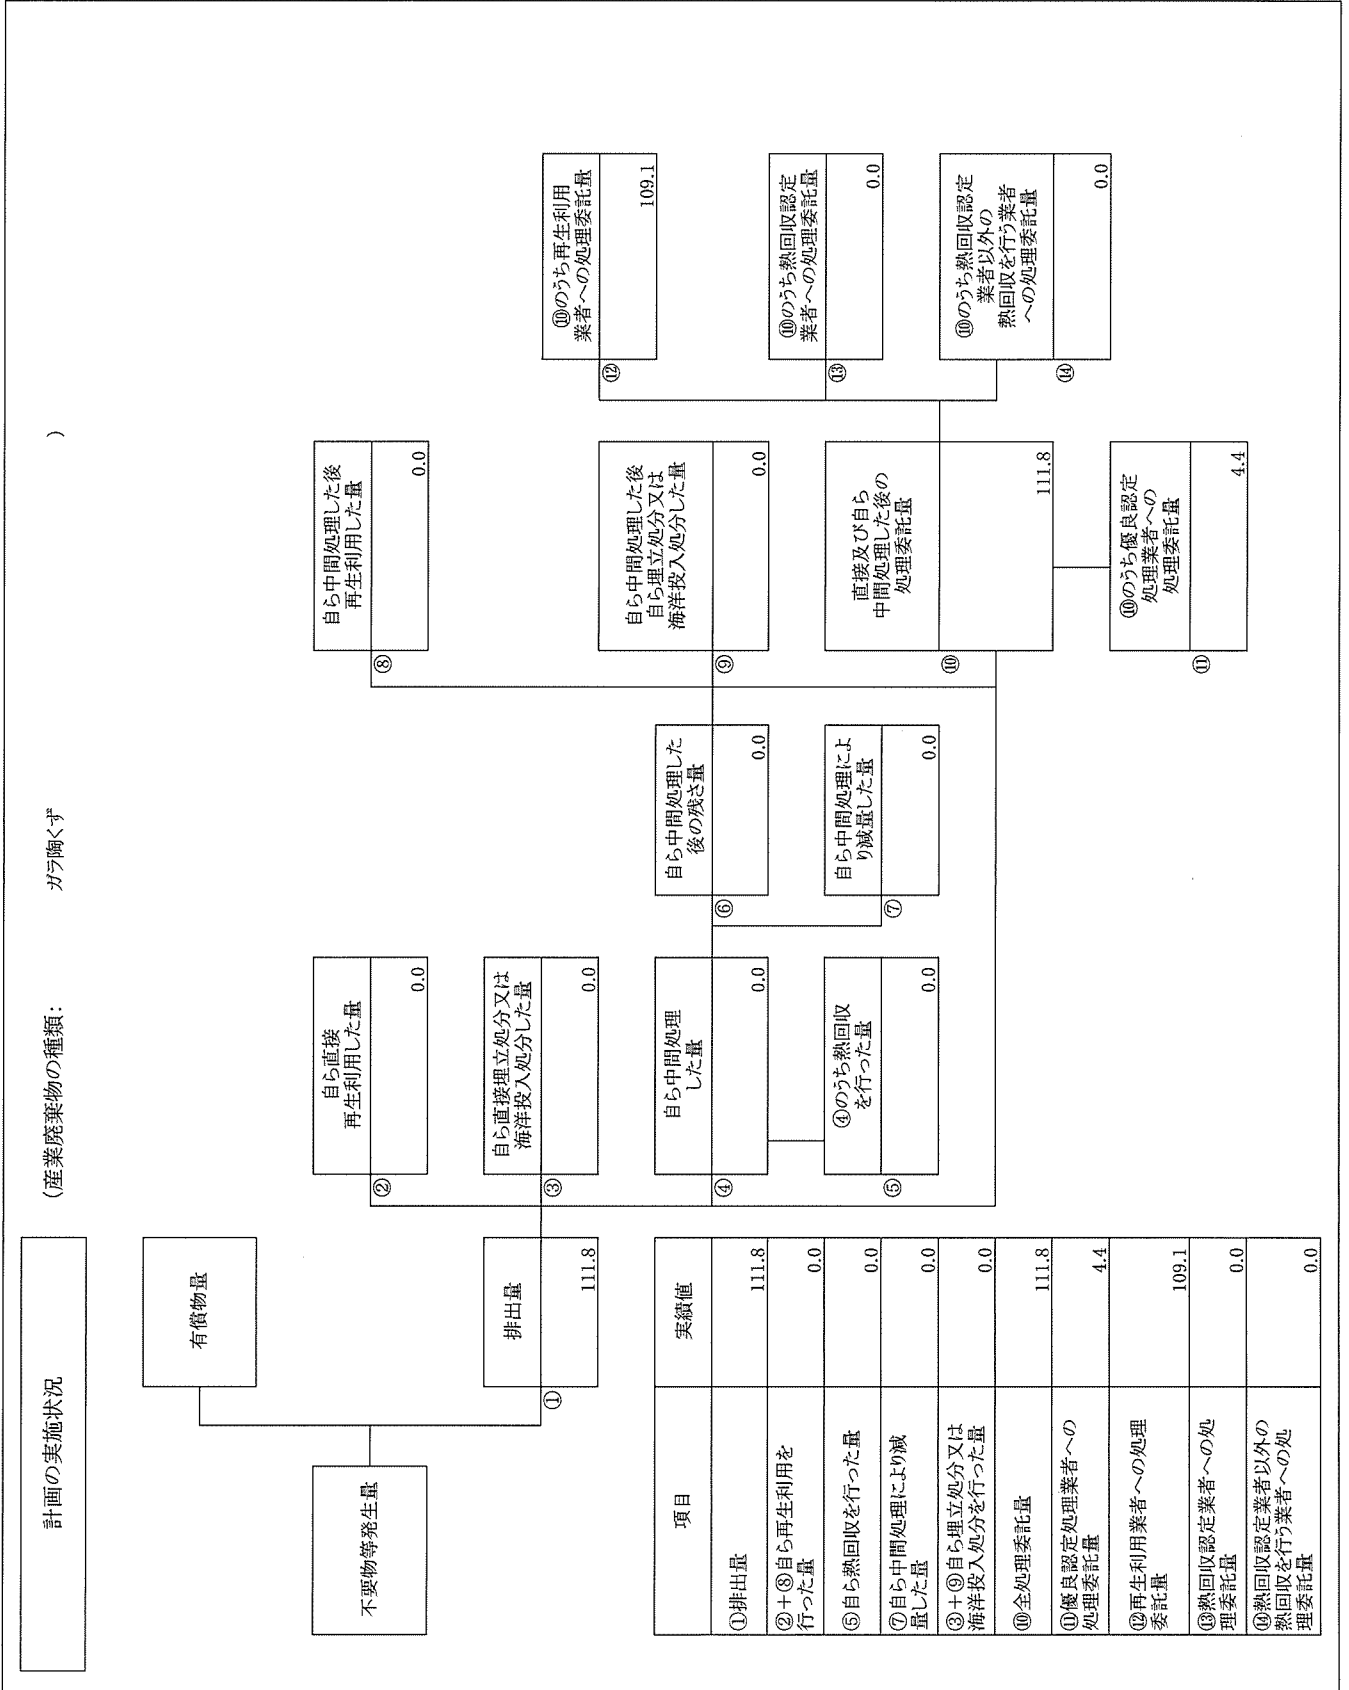 計画の実施状況
(産業廃棄物の種類: ガラ陶くず )
不要物等発生量
有償物量
①
排出量
111.8
②
自ら直接
再生利用した量
0.0
③
自ら直接埋立処分又は
海洋投入処分した量
0.0
④
自ら中間処理
した量
0.0
⑤
④のうち熱回収
を行った量
0.0
⑥
自ら中間処理した
後の残さ量
0.0
⑦
自ら中間処理によ
り減量した量
0.0
⑧
自ら中間処理した後
再生利用した量
0.0
⑨
自ら中間処理した後
自ら埋立処分又は
海洋投入処分した量
0.0
⑩
直接及び自ら
中間処理した後の
処理委託量
111.8
⑪
⑩のうち優良認定
処理業者への
処理委託量
4.4
⑫
⑩のうち再生利用
業者への処理委託量
109.1
⑬
⑩のうち熱回収認定
業者への処理委託量
0.0
⑭
⑩のうち熱回収認定
業者以外の
熱回収を行う業者
への処理委託量
0.0
項目 実績値
①排出量 111.8
②+⑧自ら再生利用を
行った量 0.0
⑤自ら熱回収を行った量 0.0
⑦自ら中間処理により減
量した量 0.0
③+⑨自ら埋立処分又は
海洋投入処分を行った量 0.0
⑩全処理委託量 111.8
⑪優良認定処理業者への
処理委託量 4.4
⑫再生利用業者への処理
委託量 109.1
⑬熱回収認定業者への処
理委託量 0.0
⑭熱回収認定業者以外の
熱回収を行う業者への処
理委託量 0.0